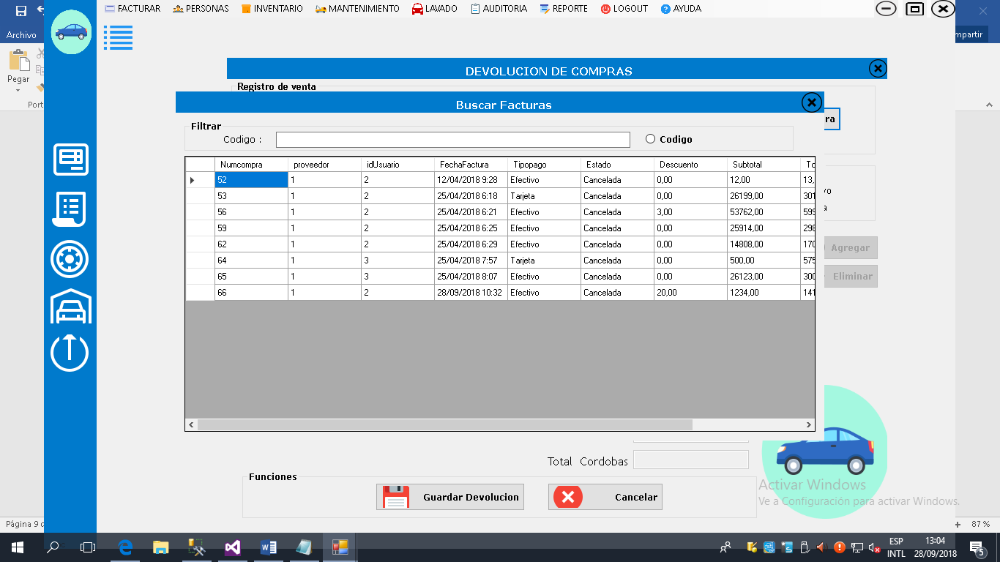 FACTURAR PERSONAS INVENTARIO MANTENIMIENTO LAVADO AUDITORIA REPORTE LOGOUT AYUDA
Archivo
mpartir
Pegar
Port
DEVOLUCION DE COMPRAS
Registro de venta
ra
Buscar Facturas
Filtrar
Codigo :
Codigo
Numcompra proveedor idUsuario FechaFactura Tipopago Estado Descuento Subtotal To
52 1 2 12/04/2018 9:28 Efectivo Cancelada 0,00 12,00 13,
53 1 2 25/04/2018 6:18 Tarjeta Cancelada 0,00 26199,00 301
56 1 2 25/04/2018 6:21 Efectivo Cancelada 3,00 53762,00 599
59 1 2 25/04/2018 6:25 Efectivo Cancelada 0,00 25914,00 298
62 1 2 25/04/2018 6:29 Efectivo Cancelada 0,00 14808,00 170
64 1 3 25/04/2018 7:57 Tarjeta Cancelada 0,00 500,00 575
65 1 3 25/04/2018 8:07 Efectivo Cancelada 0,00 26123,00 300
66 1 2 28/09/2018 10:32 Efectivo Cancelada 20,00 1234,00 141
vo
a
Agregar
Eliminar
Total Cordobas
Funciones
Guardar Devolucion
Cancelar
Activar Windows
Ve a Configuración para activar Windows.
Página 9 d
87 %
ESP
INTL
13:04
28/09/2018
5